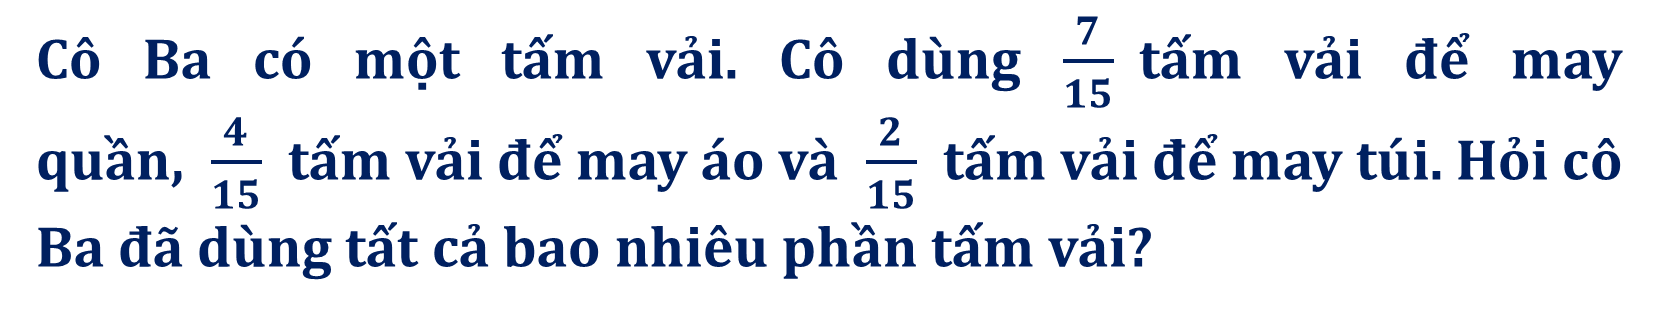 Cô Ba có một tấm vải. Cô dùng 7/15 tấm vải để may
quần, 4/15 tấm vải để may áo và 2/15 tấm vải để may túi. Hỏi cô
Ba đã dùng tất cả bao nhiêu phần tấm vải?